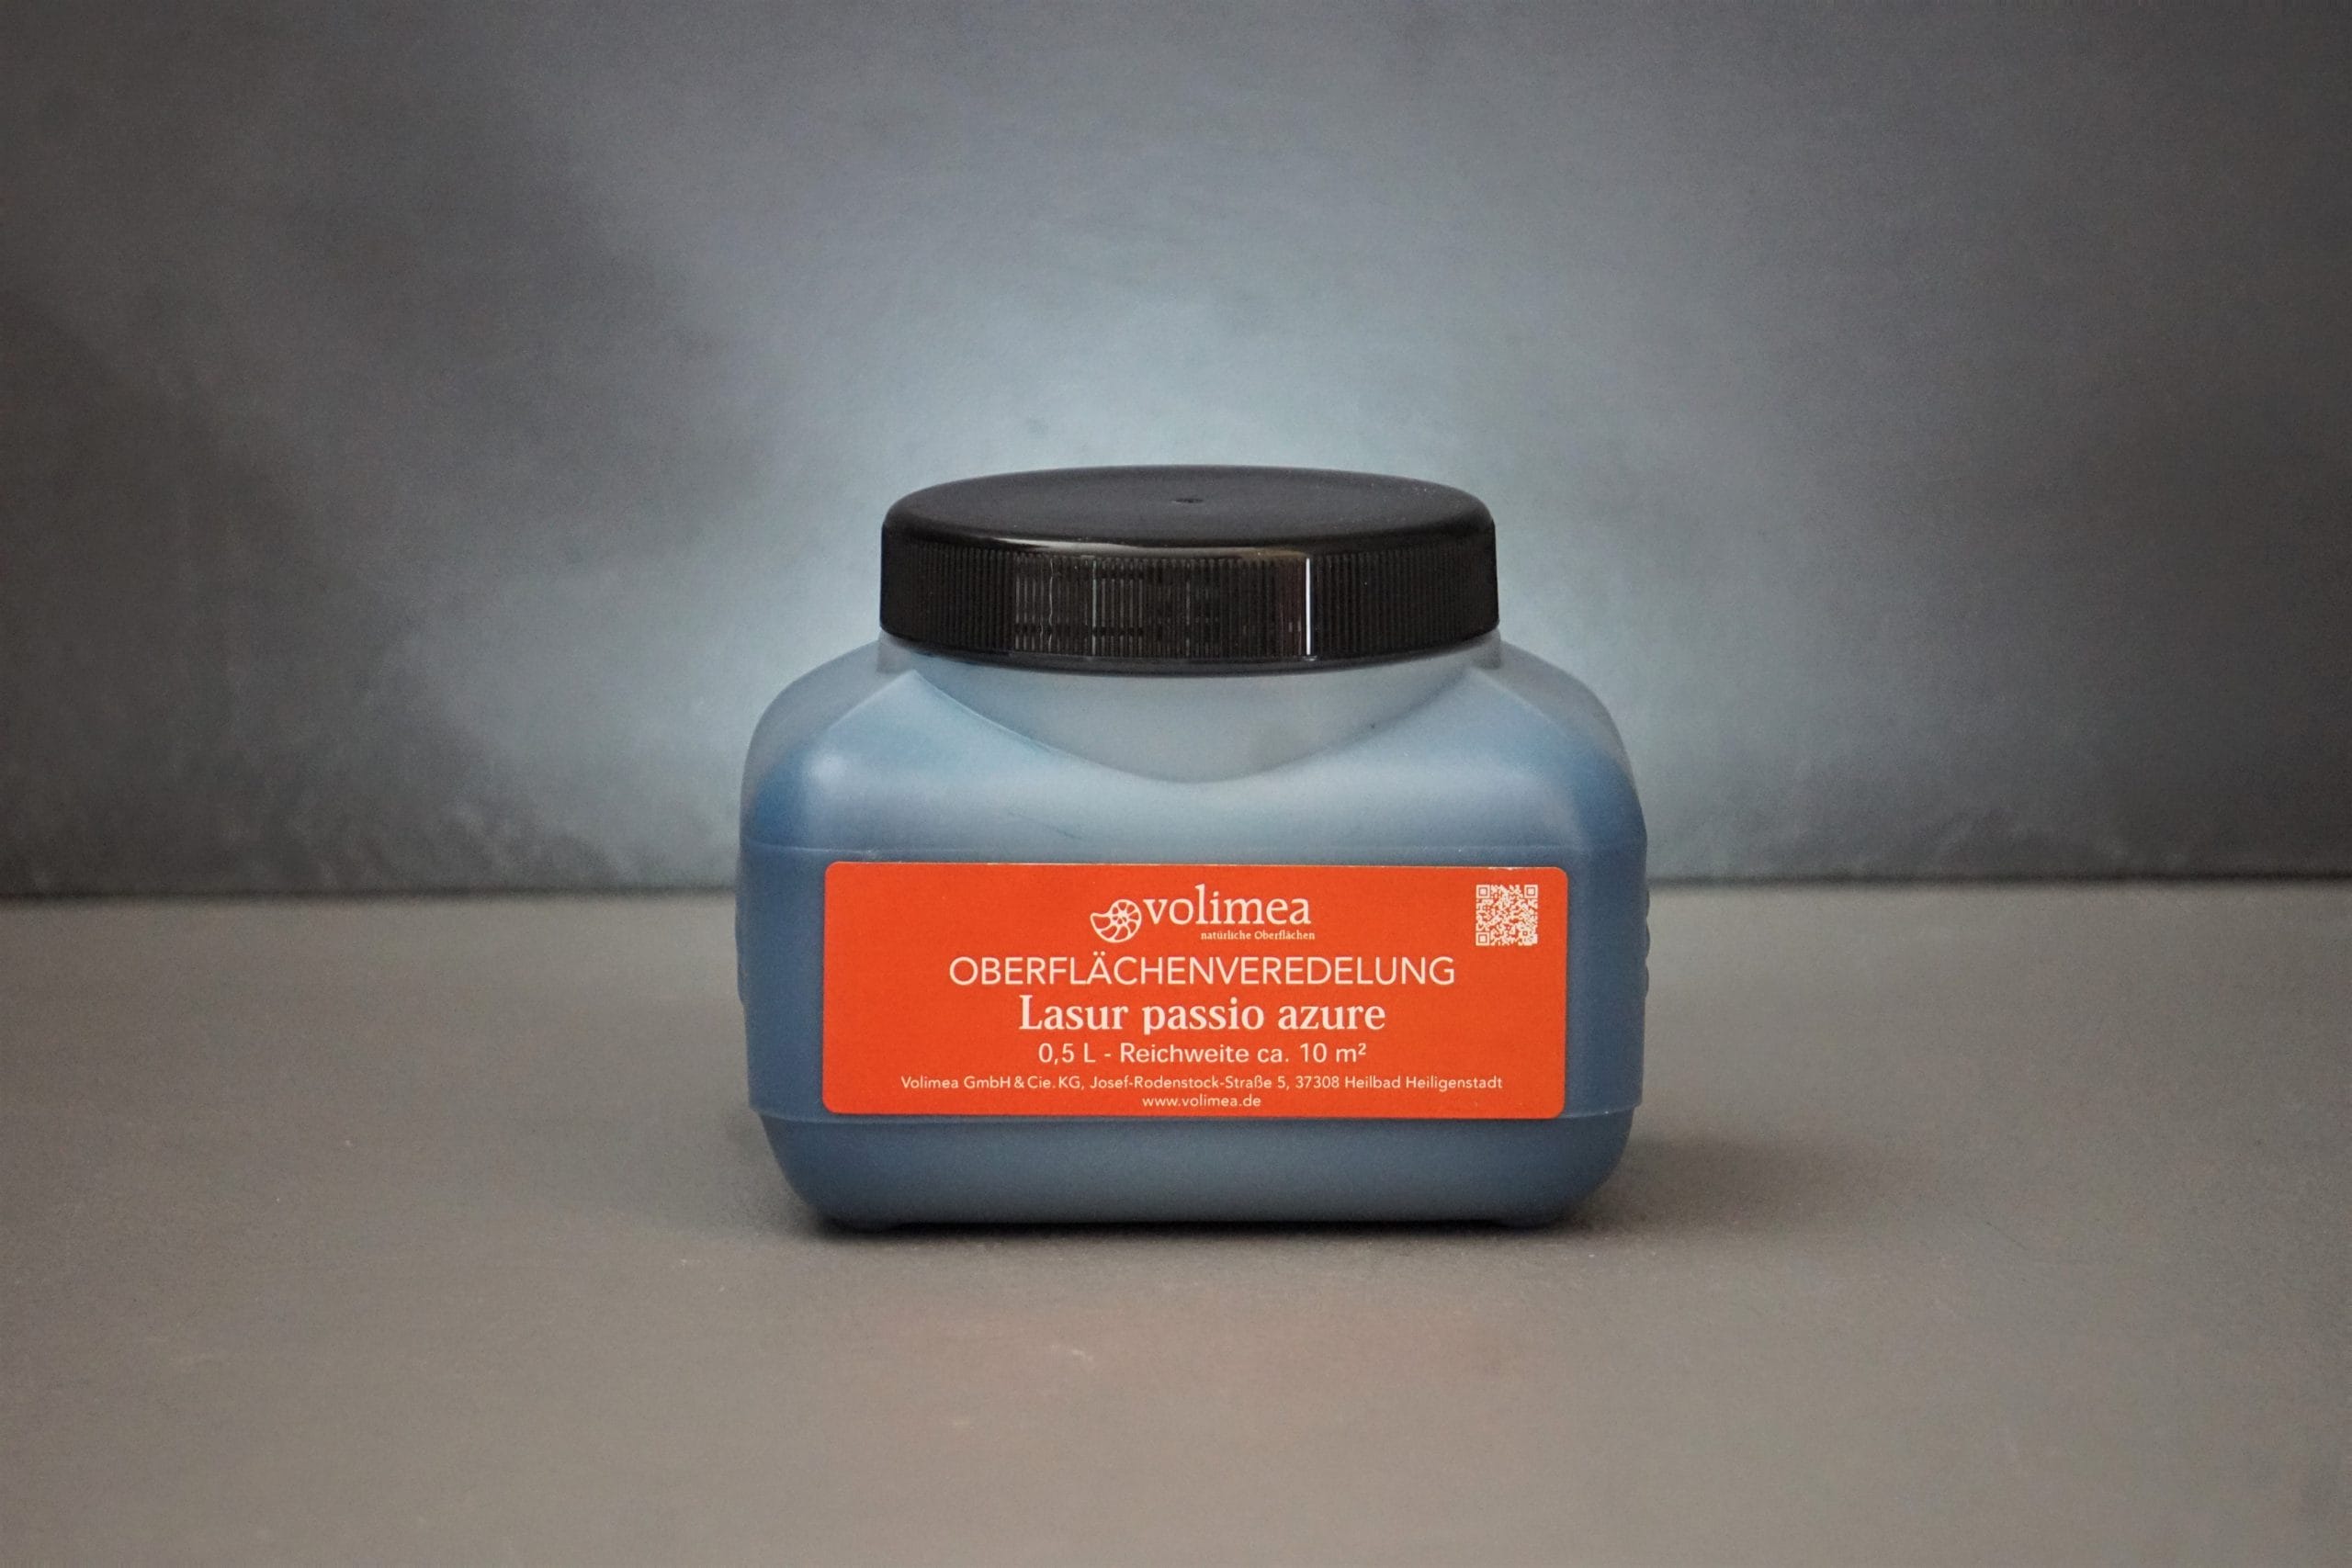 volimea
natürliche Oberflächen
OBERFLÄCHENVEREDELUNG
Lasur passio azure
0,5 L - Reichweite ca. 10 m²
Volimea GmbH & Cie. KG, Josef-Rodenstock-Straße 5, 37308 Heilbad Heiligenstadt
www.volimea.de